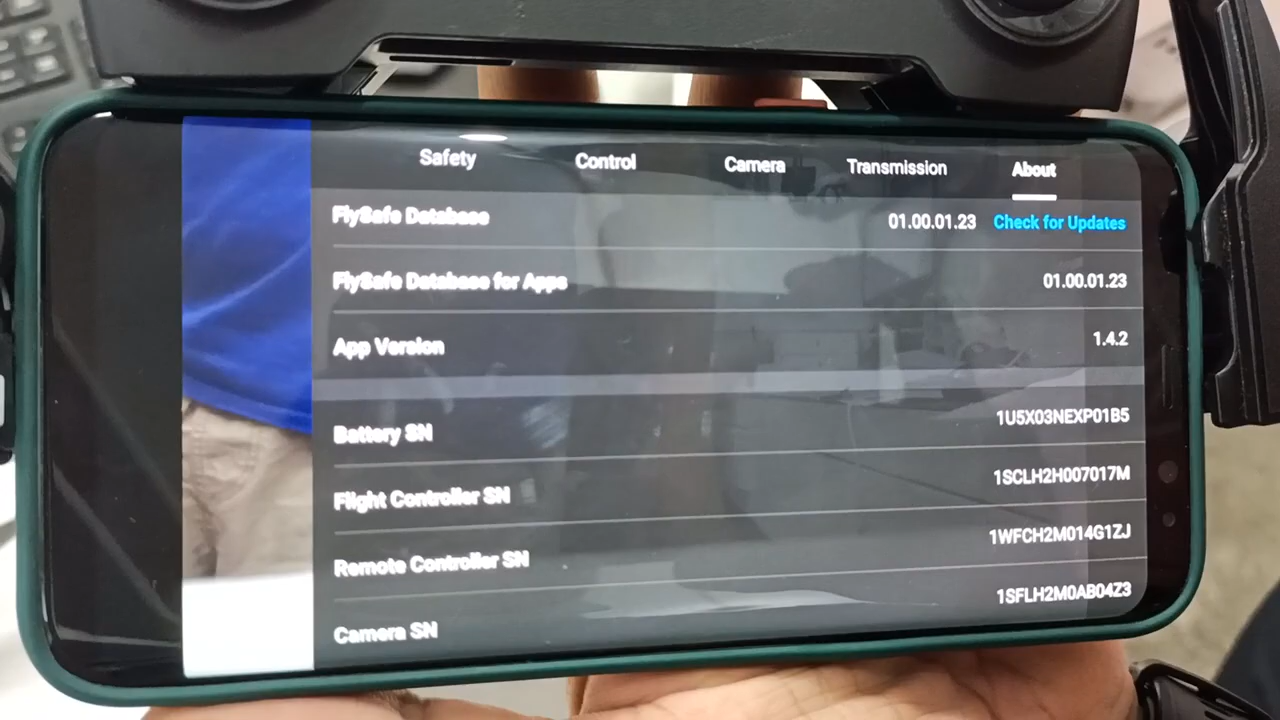 Safety Control Camera Transmission About
FlySafe Database 01.00.01.23 Check for Updates
FlySafe Database for Apps 01.00.01.23
App Version 1.4.2
Battery SN 1U5X03NEXP01B5
Flight Controller SN 1SCLH2H007017M
Remote Controller SN 1WFCH2M014G1ZJ
Camera SN 1SFLH2M0AB04Z3